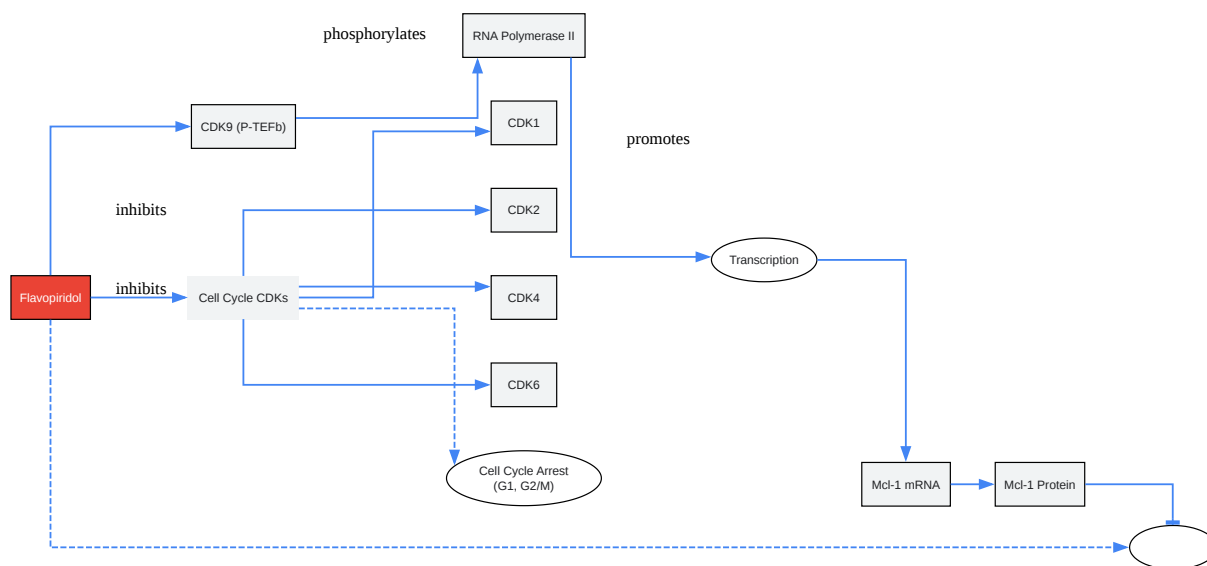 phosphorylates
RNA Polymerase II
CDK9 (P-TEFb)
CDK1
promotes
inhibits
CDK2
Transcription
Flavopiridol
inhibits
Cell Cycle CDKs
CDK4
CDK6
Cell Cycle Arrest
(G1, G2/M)
Mcl-1 mRNA
Mcl-1 Protein